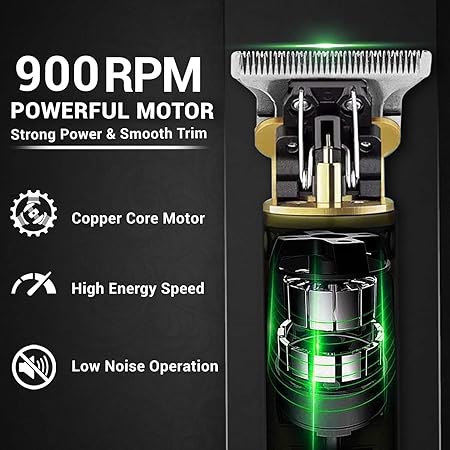 900RPM
POWERFUL MOTOR
Strong Power & Smooth Trim
Copper Core Motor
High Energy Speed
Low Noise Operation